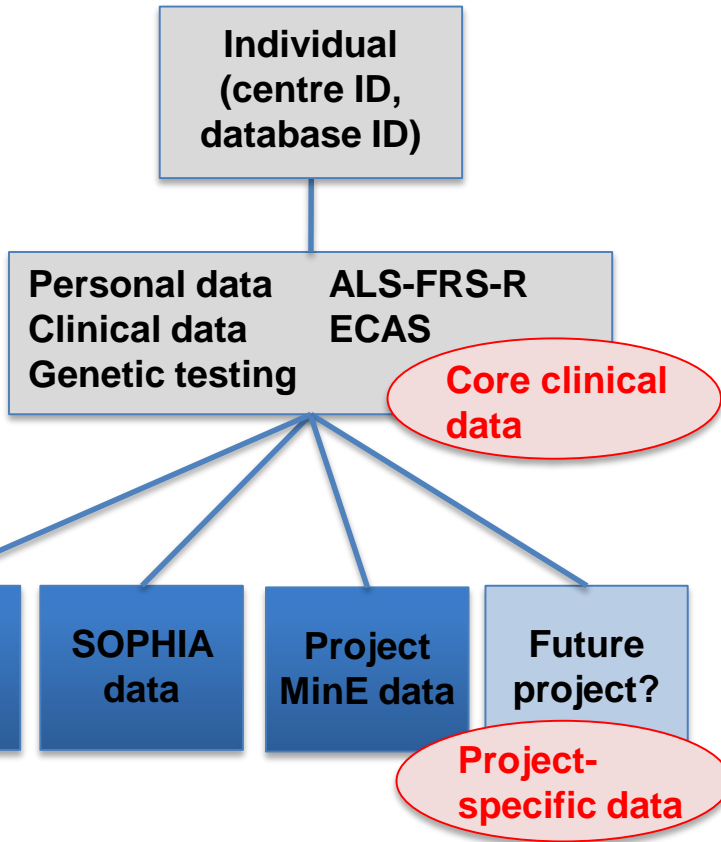 Individual
(centre ID,
database ID)
Personal data ALS-FRS-R
Clinical data ECAS
Genetic testing
Core clinical
data
SOPHIA
data
Project
MinE data
Future
project?
Project-
specific data